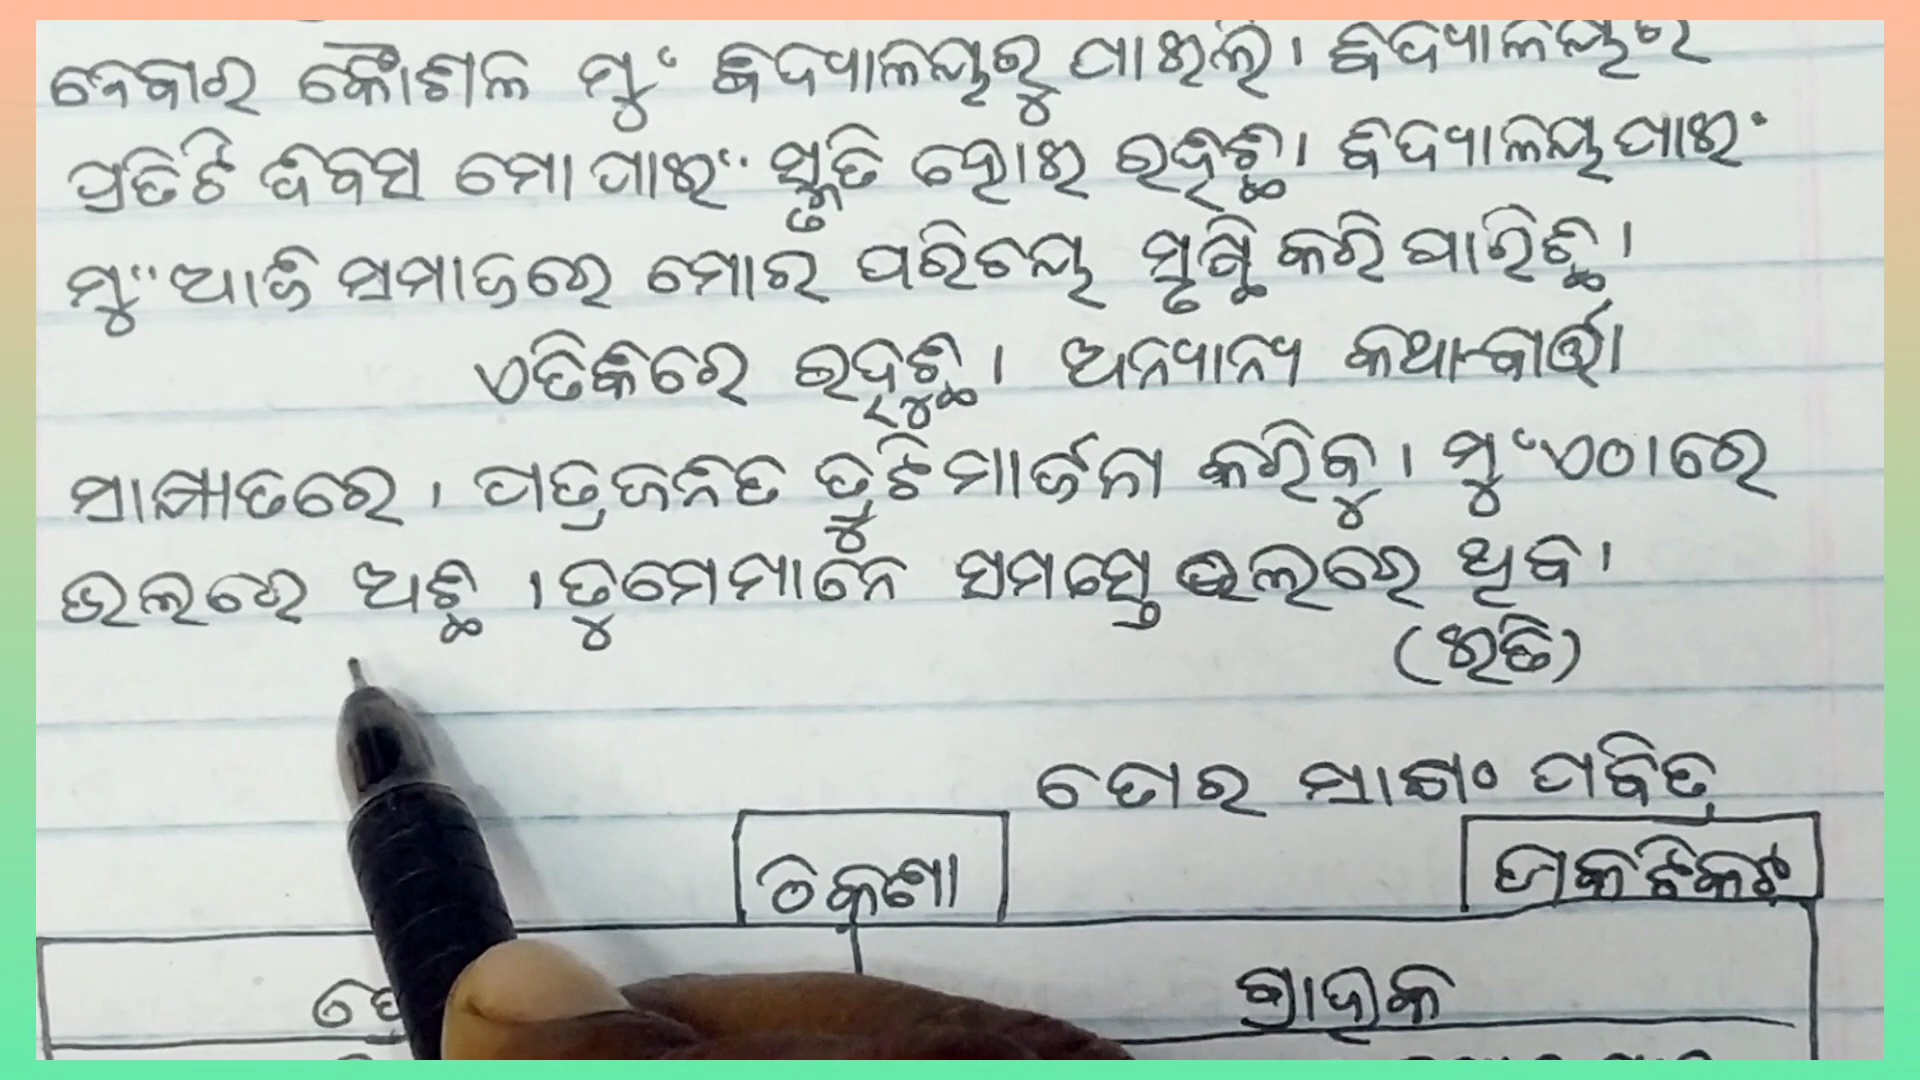 ନେବାର କୌଶଳ ମୁଁ ବିଦ୍ୟାଳୟରୁ ପାଇଲି। ବିଦ୍ୟାଳୟର
ପ୍ରତିଟି ଦିବସ ମୋ ପାଇଁ ସ୍ମୃତି ହୋଇ ରହିଛି। ବିଦ୍ୟାଳୟ ପାଇଁ
ମୁଁ ଆଜି ସମାଜରେ ମୋର ପରିଚୟ ସୃଷ୍ଟି କରି ପାରିଛି।
ଏତିକିରେ ରହୁଛି। ଅନ୍ୟାନ୍ୟ କଥାବାର୍ତ୍ତା
ସାକ୍ଷାତରେ। ପତ୍ରଜନିତ ତ୍ରୁଟି ମାର୍ଜନା କରିବୁ। ମୁଁ ଏଠାରେ
ଭଲରେ ଅଛି। ତୁମେମାନେ ସମସ୍ତେ ଭଲରେ ଥିବ।
(ଇତି)
ତୋର ସାଙ୍ଗ ପବିତ୍ର
ଠିକଣା
ଡାକଟିକଟ
ଗ୍ରାହକ